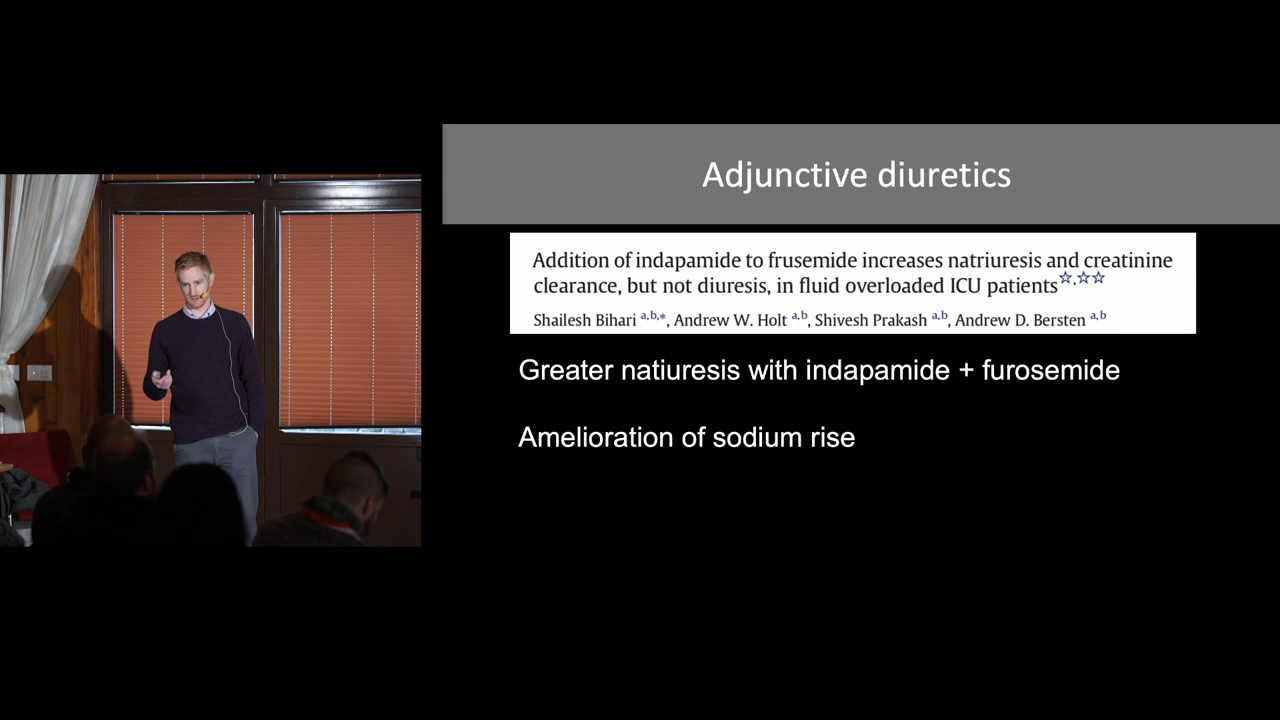 Adjunctive diuretics
Addition of indapamide to frusemide increases natriuresis and creatinine
clearance, but not diuresis, in fluid overloaded ICU patients☆,☆☆
Shailesh Bihari a,b,*, Andrew W. Holt a,b, Shivesh Prakash a,b, Andrew D. Bersten a,b
Greater natiuresis with indapamide + furosemide
Amelioration of sodium rise